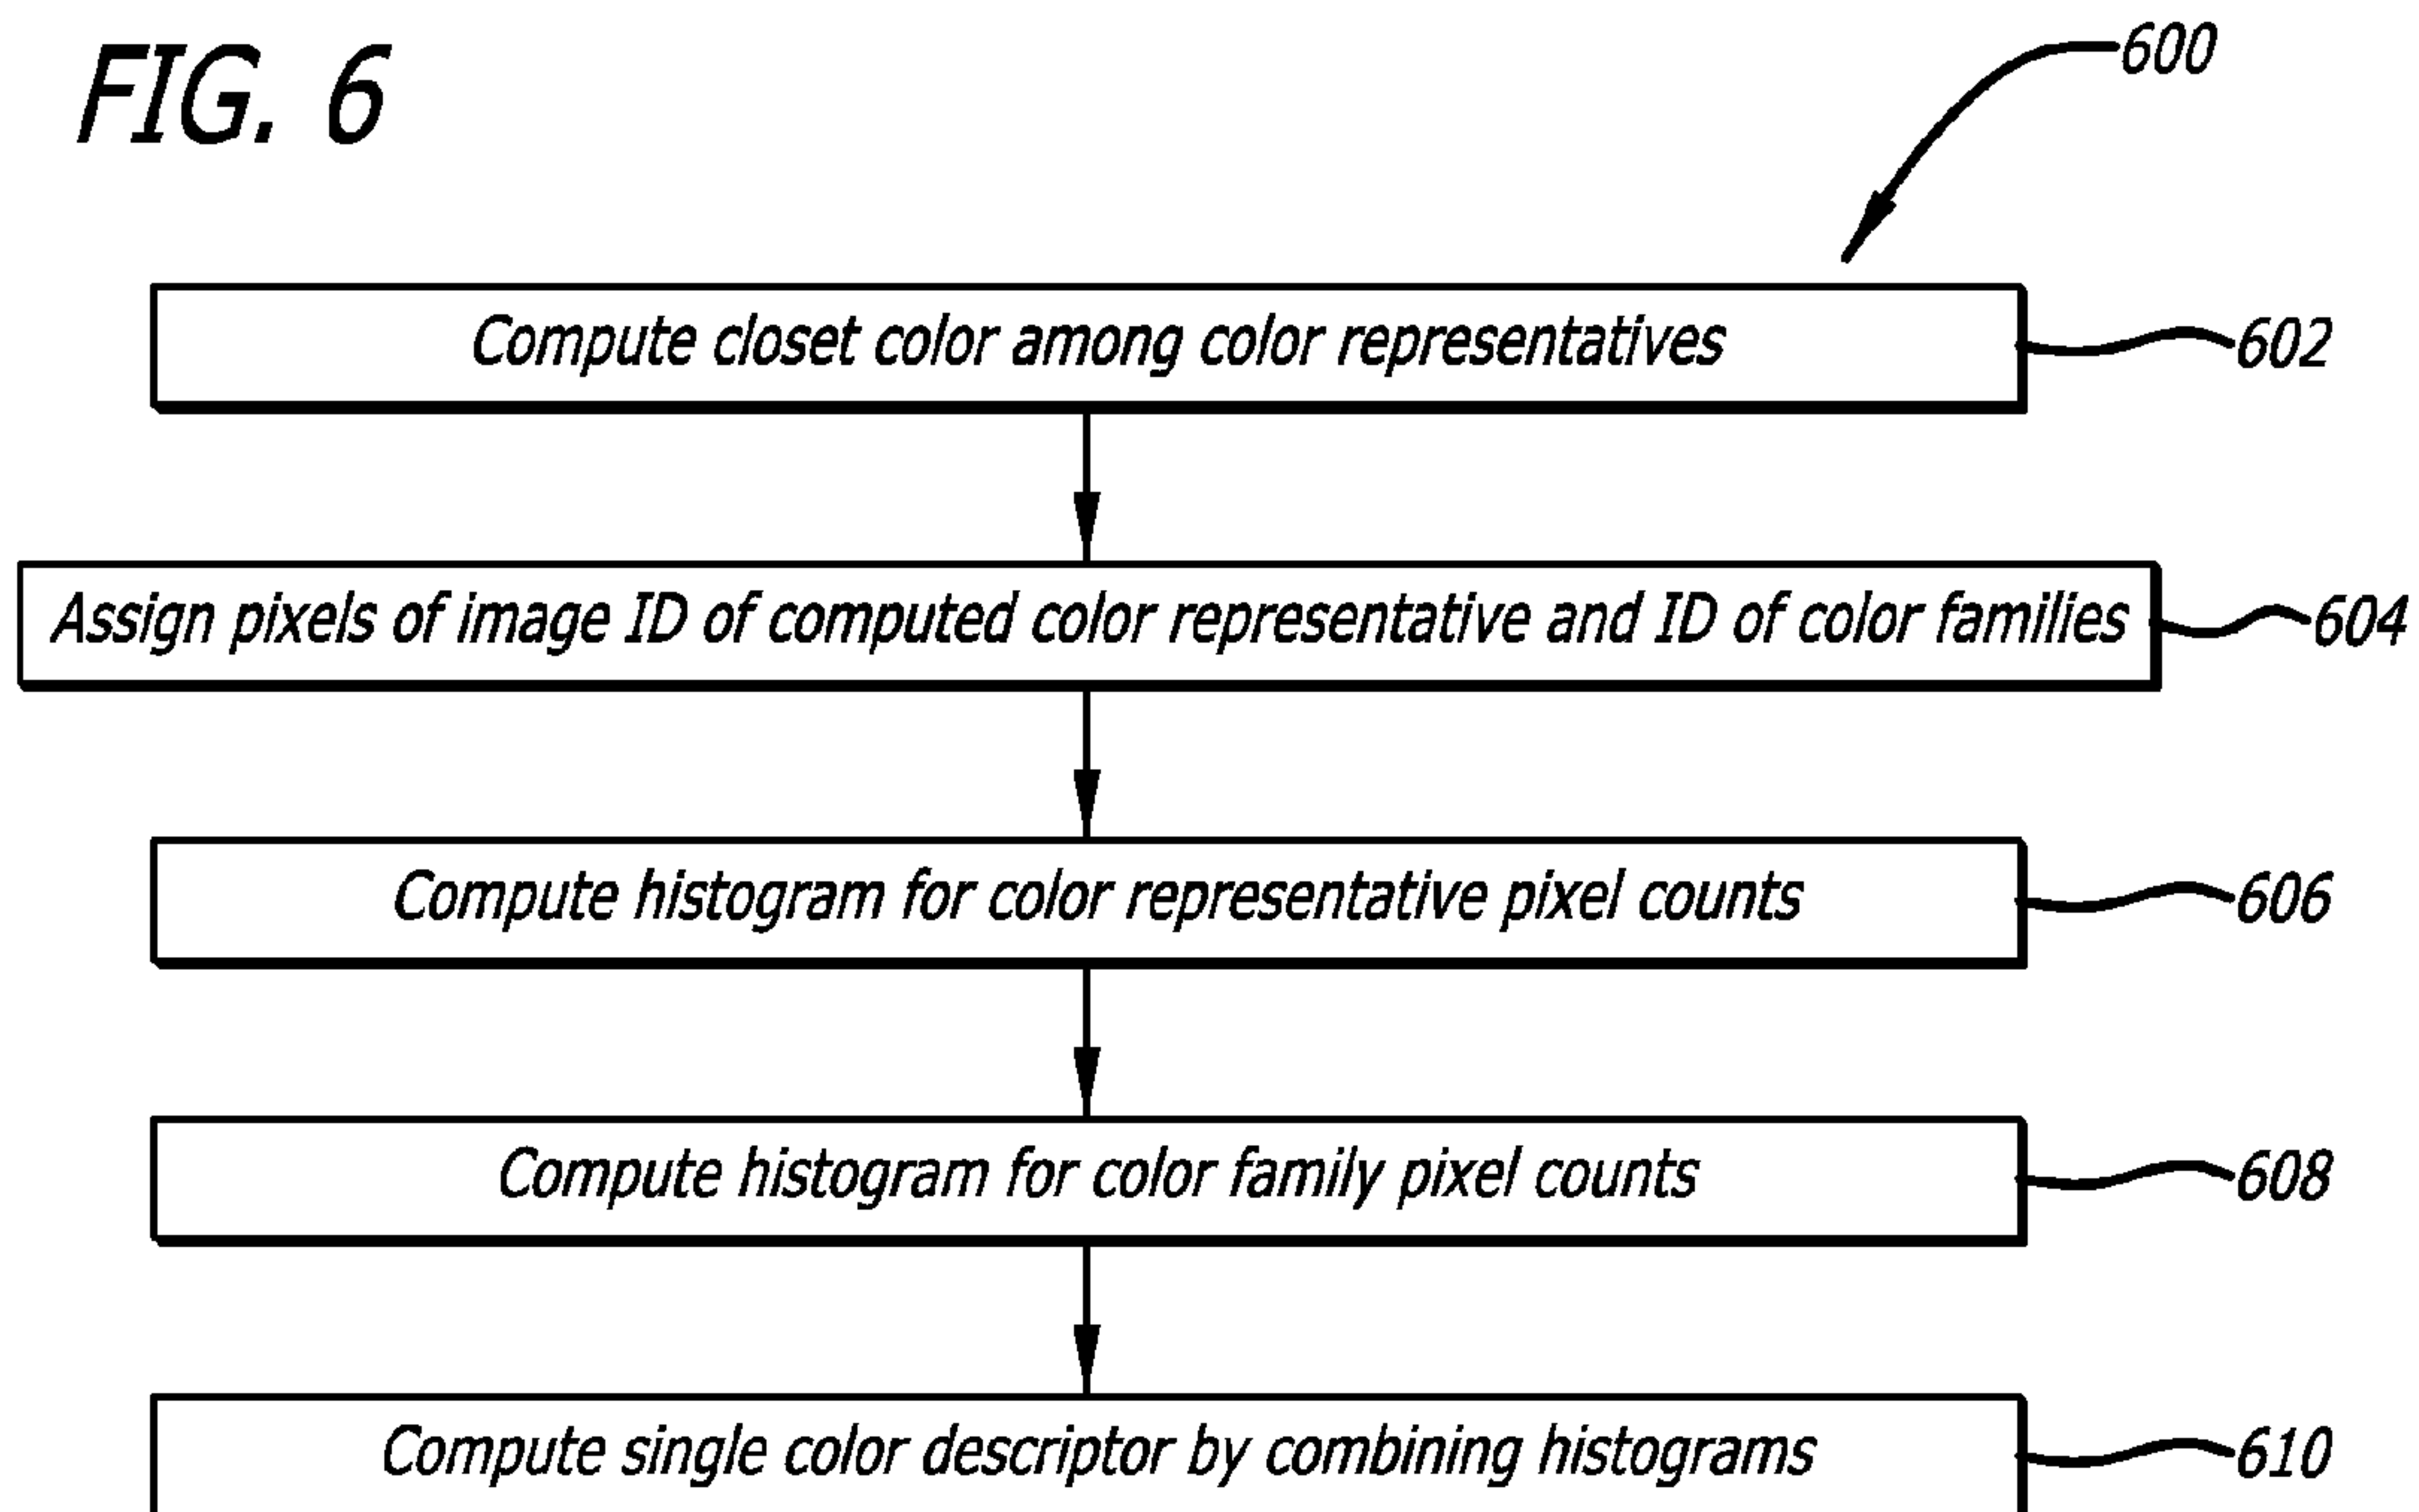 FIG. 6
600
Compute closet color among color representatives
602
Assign pixels of image ID of computed color representative and ID of color families
604
Compute histogram for color representative pixel counts
606
Compute histogram for color family pixel counts
608
Compute single color descriptor by combining histograms
610